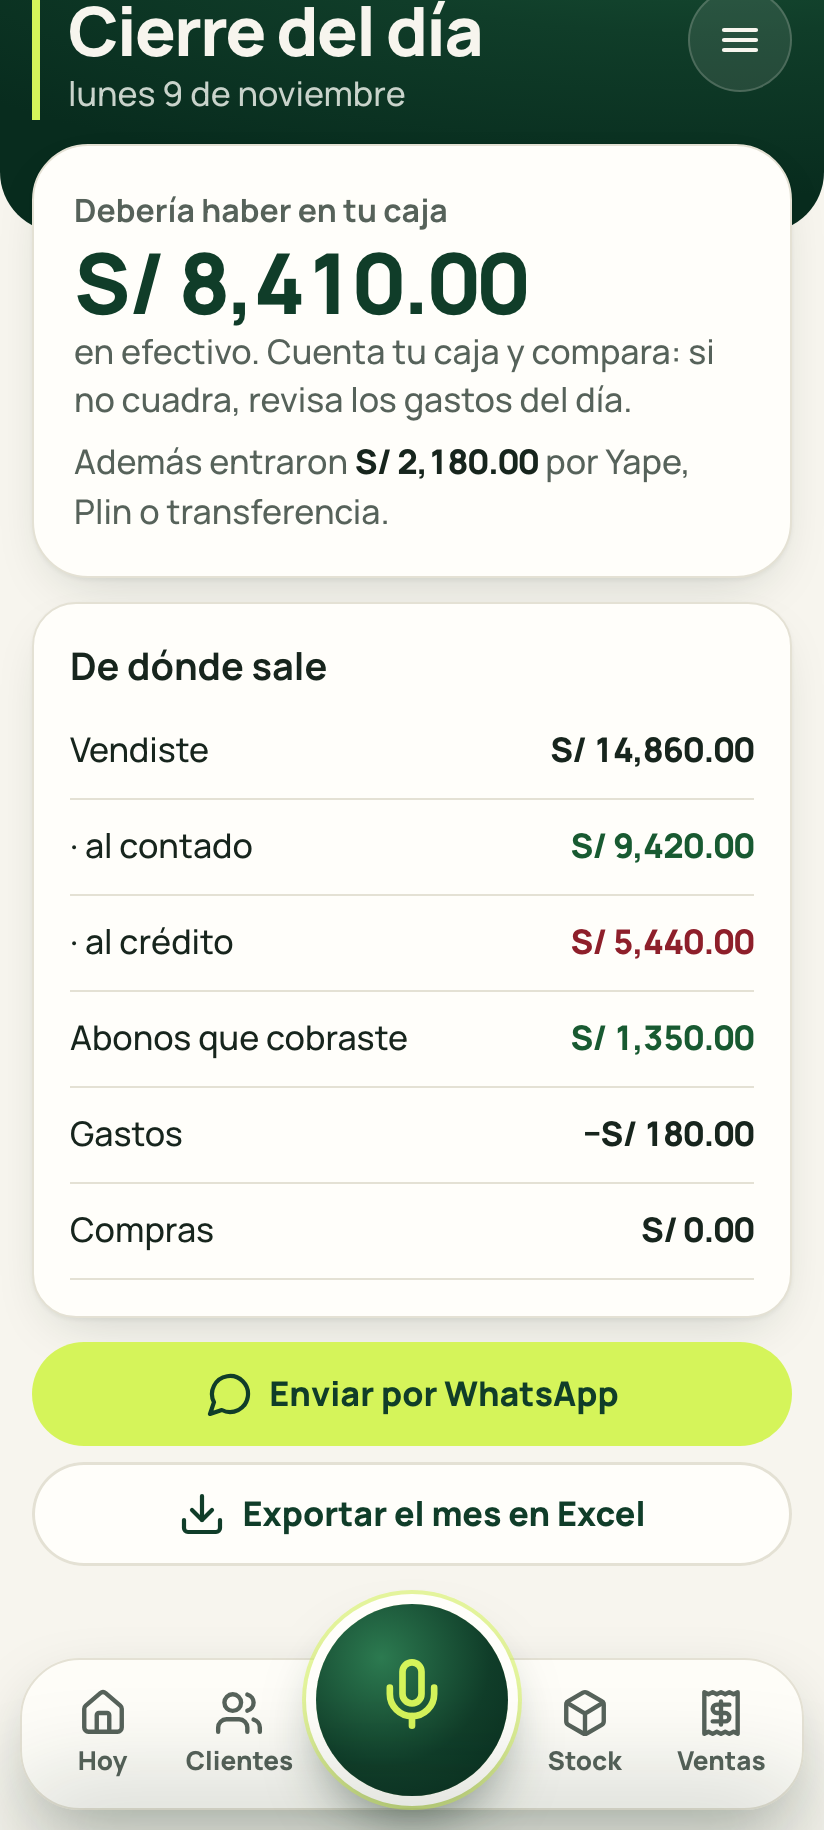 Cierre del día
lunes 9 de noviembre
Debería haber en tu caja
S/ 8,410.00
en efectivo. Cuenta tu caja y compara: si
no cuadra, revisa los gastos del día.
Además entraron S/ 2,180.00 por Yape,
Plin o transferencia.
De dónde sale
Vendiste S/ 14,860.00
· al contado S/ 9,420.00
· al crédito S/ 5,440.00
Abonos que cobraste S/ 1,350.00
Gastos −S/ 180.00
Compras S/ 0.00
Enviar por WhatsApp
Exportar el mes en Excel
Hoy Clientes Stock Ventas